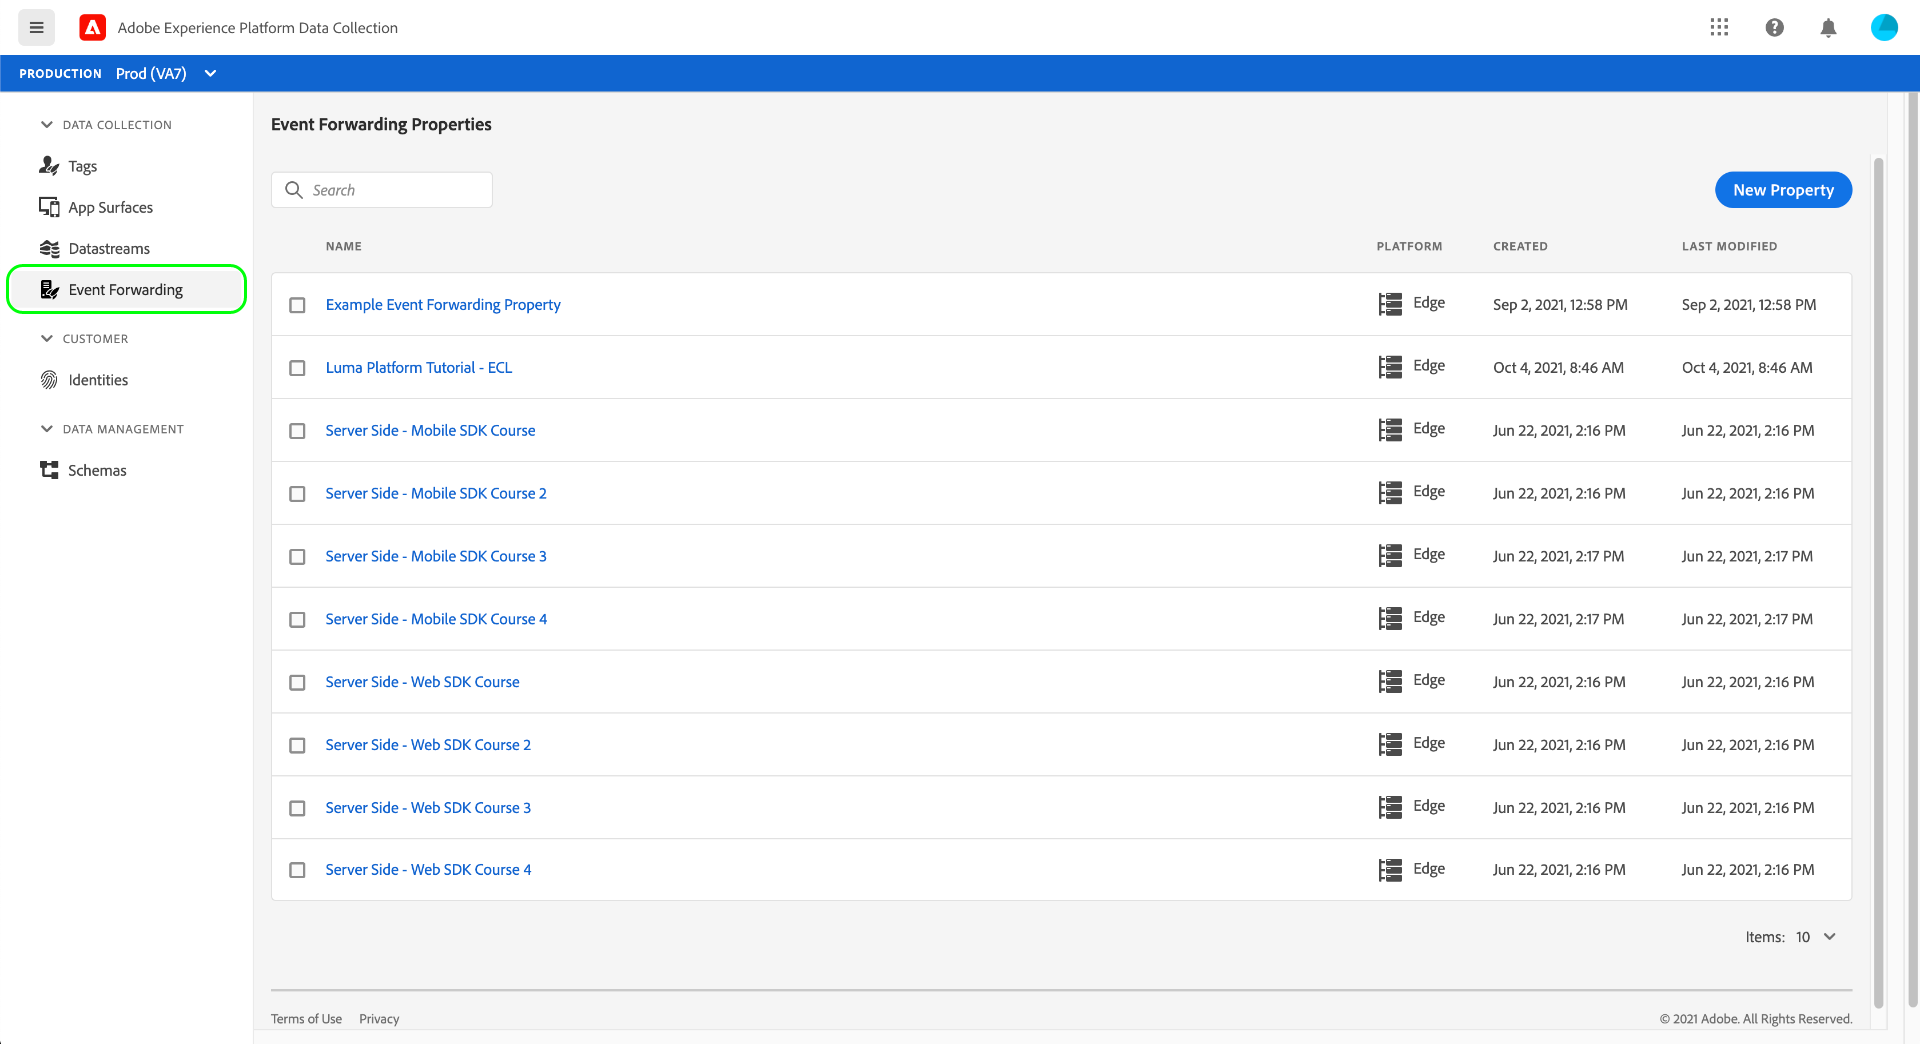 Adobe Experience Platform Data Collection
PRODUCTION Prod (VA7)
DATA COLLECTION
Tags
App Surfaces
Datastreams
Event Forwarding
CUSTOMER
Identities
DATA MANAGEMENT
Schemas
Event Forwarding Properties
Search
New Property
NAME PLATFORM CREATED LAST MODIFIED
Example Event Forwarding Property Edge Sep 2, 2021, 12:58 PM Sep 2, 2021, 12:58 PM
Luma Platform Tutorial - ECL Edge Oct 4, 2021, 8:46 AM Oct 4, 2021, 8:46 AM
Server Side - Mobile SDK Course Edge Jun 22, 2021, 2:16 PM Jun 22, 2021, 2:16 PM
Server Side - Mobile SDK Course 2 Edge Jun 22, 2021, 2:16 PM Jun 22, 2021, 2:16 PM
Server Side - Mobile SDK Course 3 Edge Jun 22, 2021, 2:17 PM Jun 22, 2021, 2:17 PM
Server Side - Mobile SDK Course 4 Edge Jun 22, 2021, 2:17 PM Jun 22, 2021, 2:17 PM
Server Side - Web SDK Course Edge Jun 22, 2021, 2:16 PM Jun 22, 2021, 2:16 PM
Server Side - Web SDK Course 2 Edge Jun 22, 2021, 2:16 PM Jun 22, 2021, 2:16 PM
Server Side - Web SDK Course 3 Edge Jun 22, 2021, 2:16 PM Jun 22, 2021, 2:16 PM
Server Side - Web SDK Course 4 Edge Jun 22, 2021, 2:16 PM Jun 22, 2021, 2:16 PM
Items: 10
Terms of Use Privacy © 2021 Adobe. All Rights Reserved.